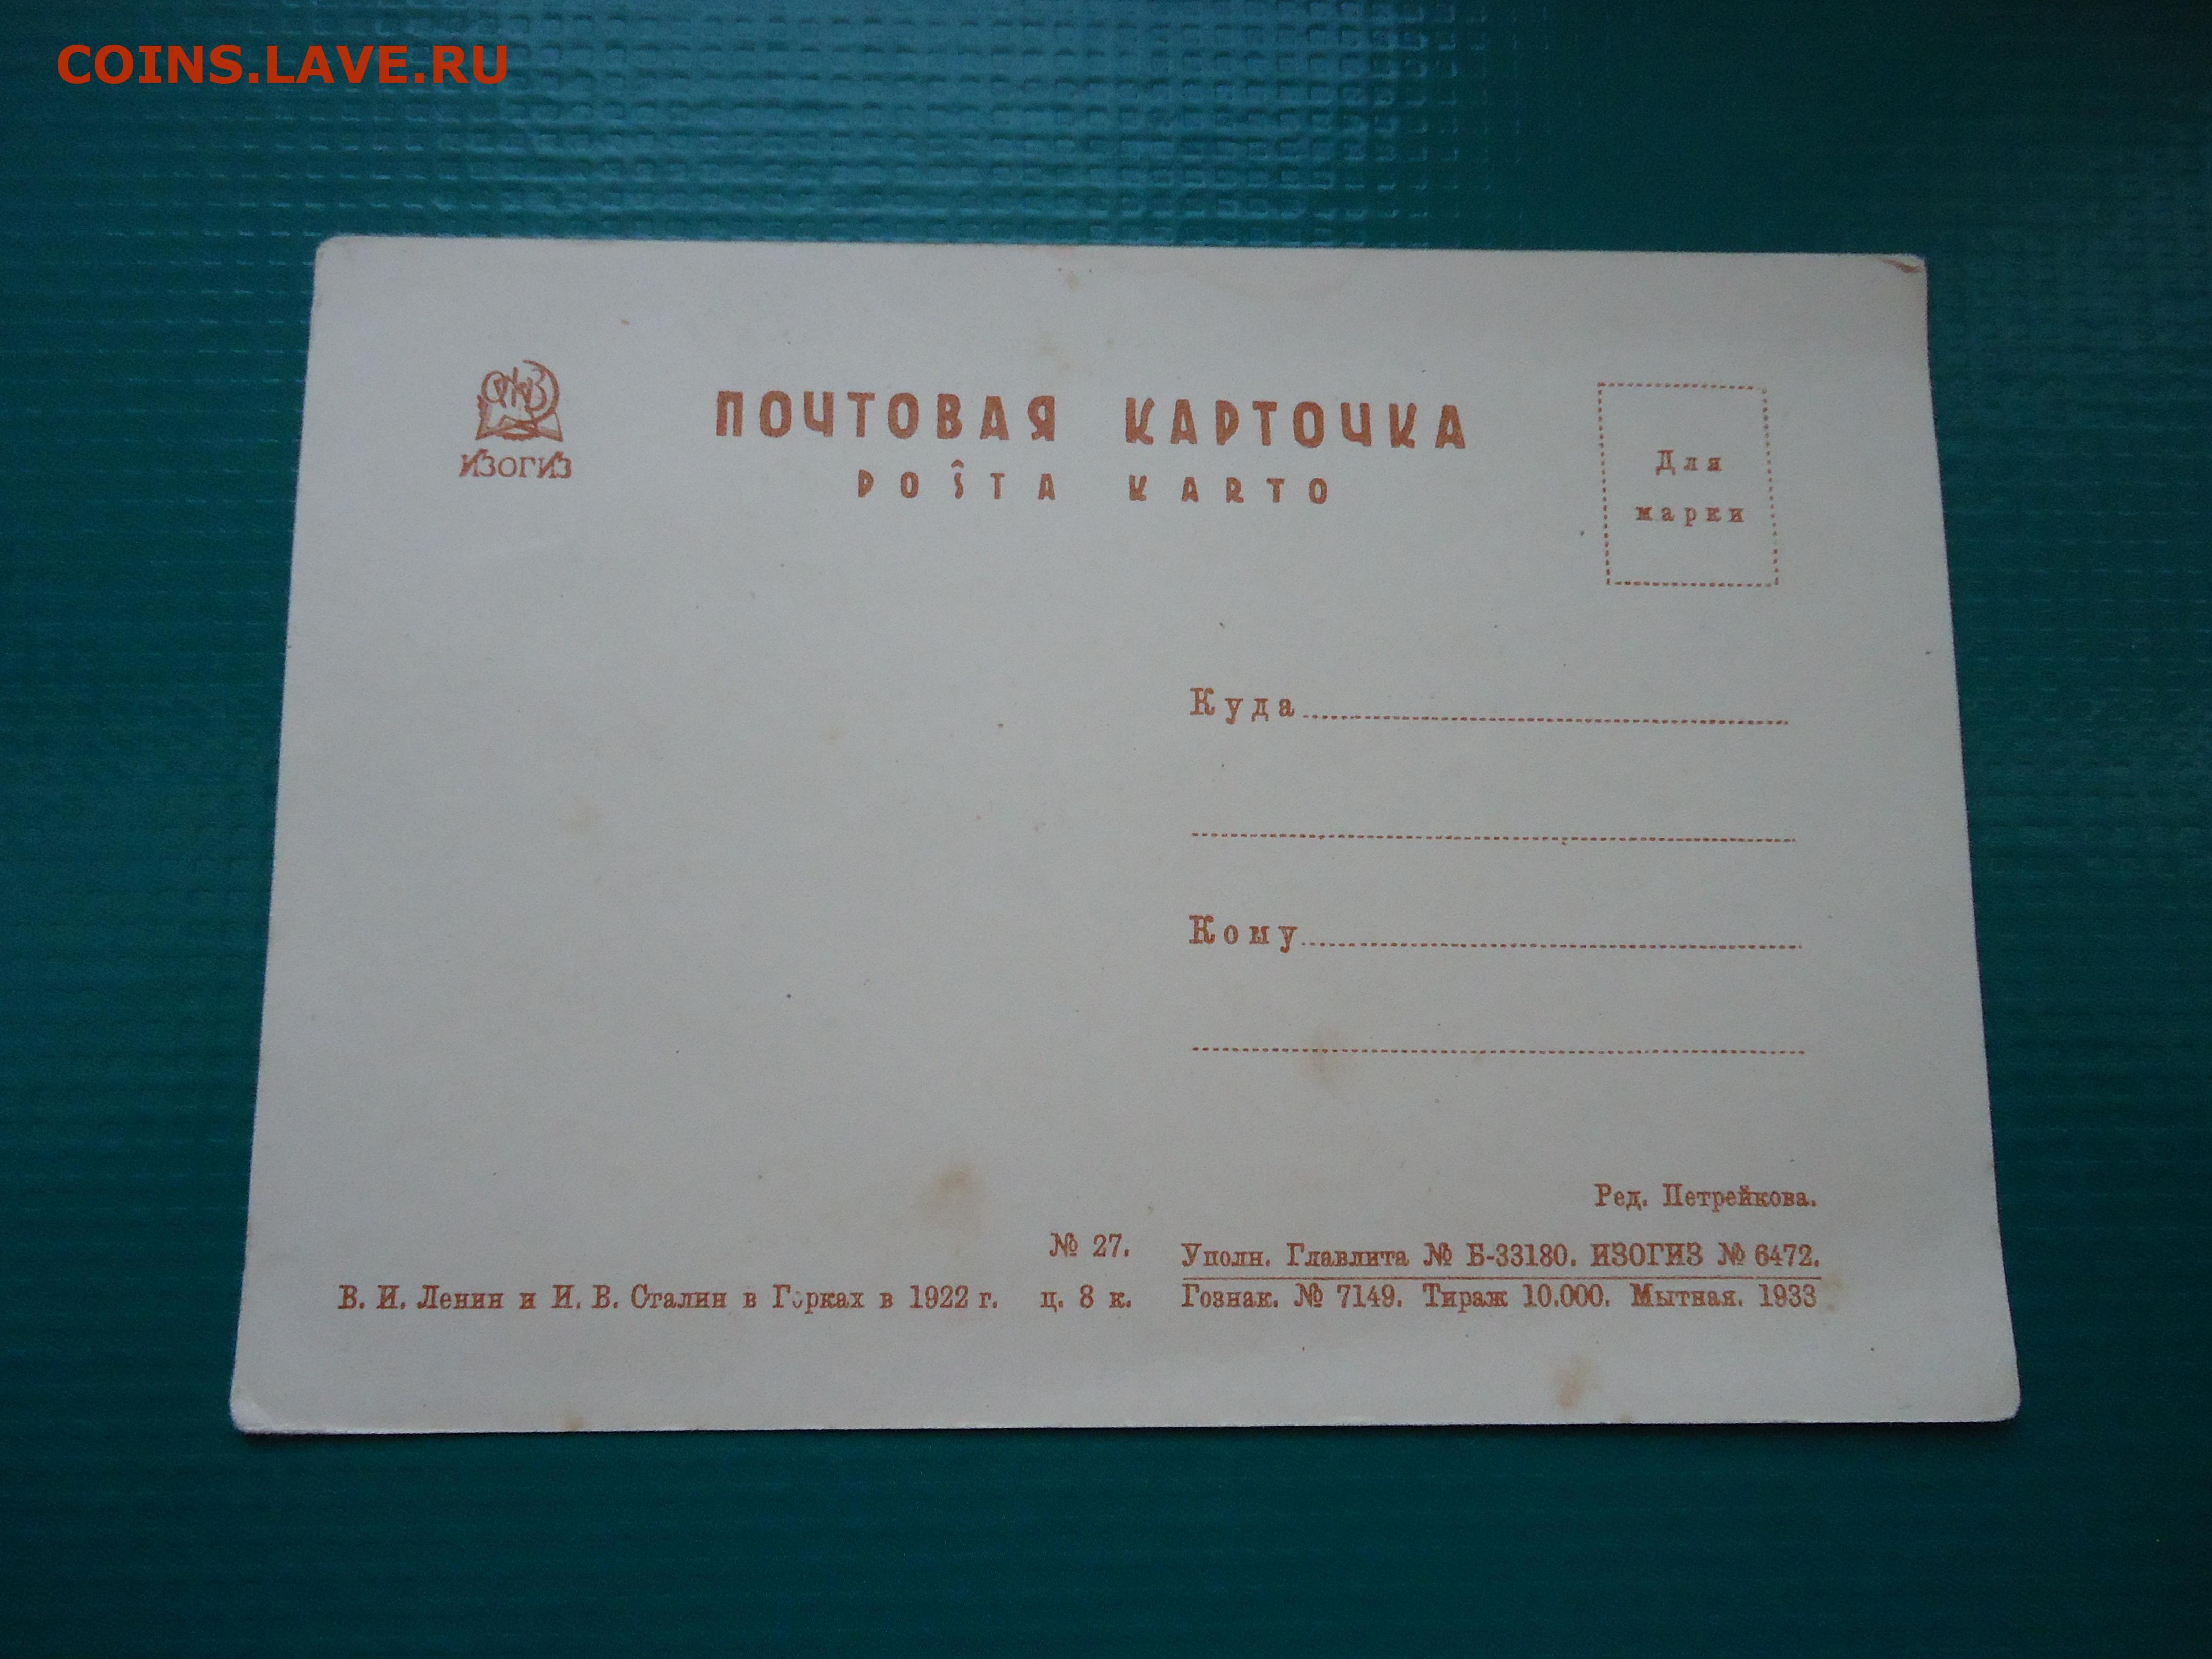 COINS.LAVE.RU
ОГИЗ
ИЗОГИЗ
ПОЧТОВАЯ КАРТОЧКА
POŜTA KARTO
Для
марки
Куда
Кому
Ред. Петрейкова.
№ 27.
Уполн. Главлита № Б-33180. ИЗОГИЗ № 6472.
В. И. Ленин и И. В. Сталин в Горках в 1922 г. ц. 8 к.
Гознак. № 7149. Тираж 10.000. Мытная. 1933